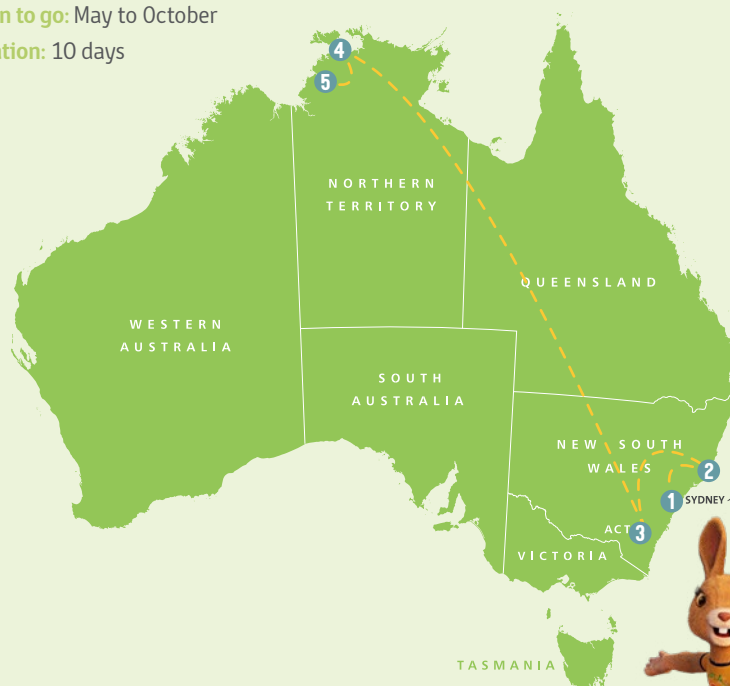 n to go: May to October
ation: 10 days
4
5
NORTHERN
TERRITORY
QUEENSLAND
WESTERN
AUSTRALIA
SOUTH
AUSTRALIA
NEW SOUTH
WALES
2
1 SYDNEY
ACT 3
VICTORIA
TASMANIA